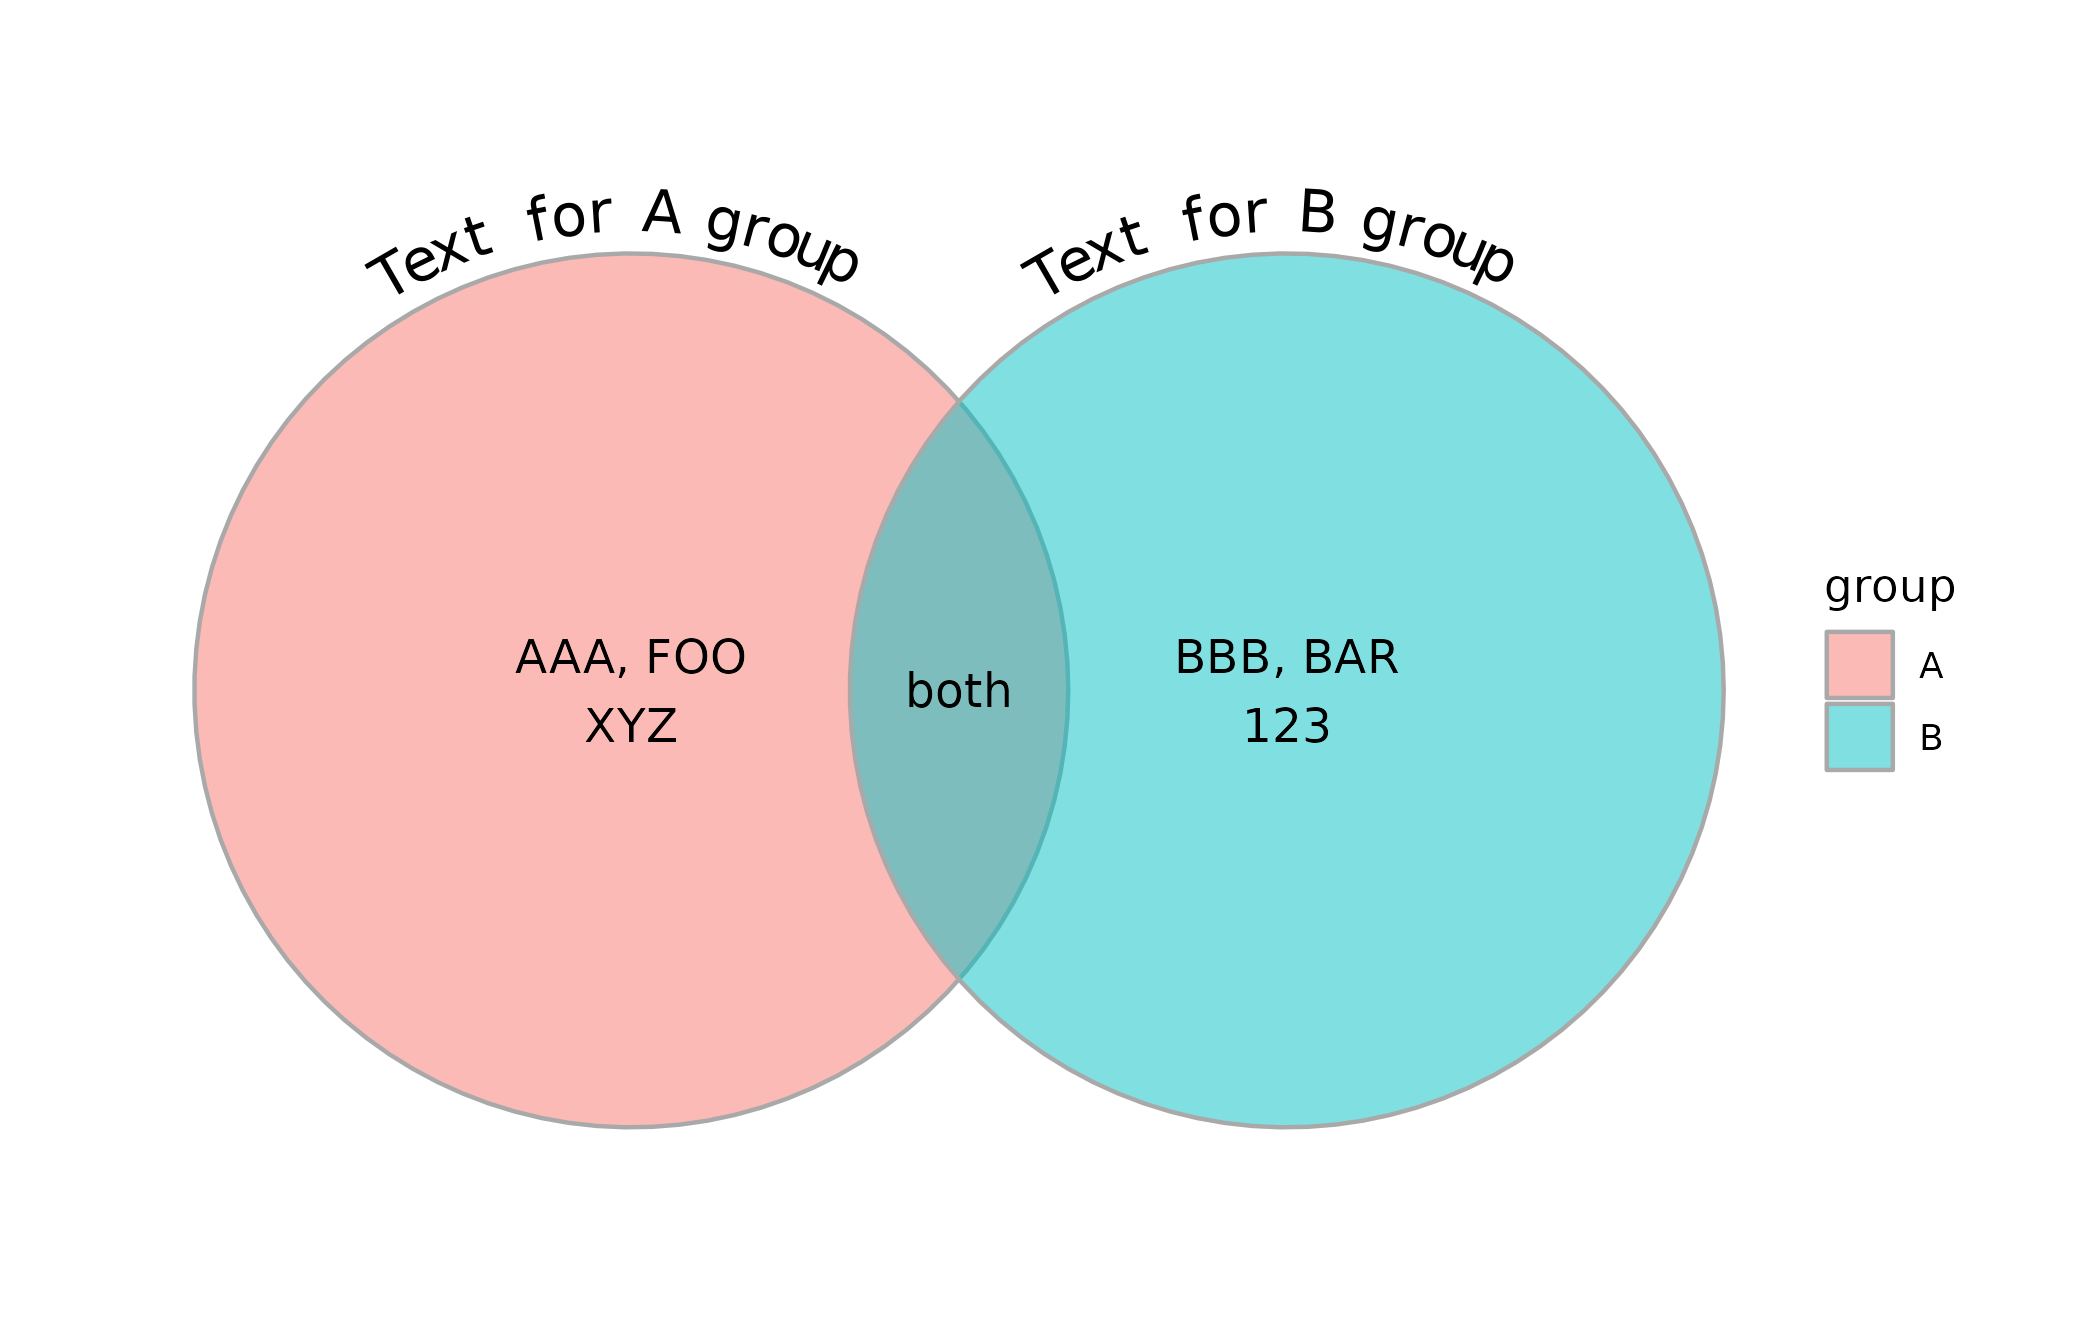 Text for A group
Text for B group
AAA, FOO
XYZ
both
BBB, BAR
123
group
A
B